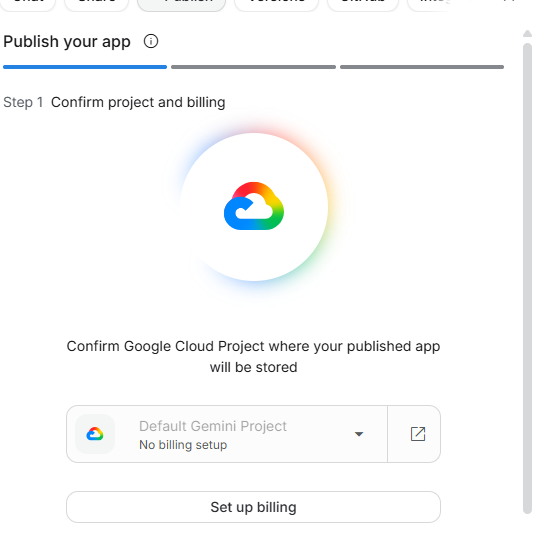 Publish your app
Step 1 Confirm project and billing
Confirm Google Cloud Project where your published app
will be stored
Default Gemini Project
No billing setup
Set up billing